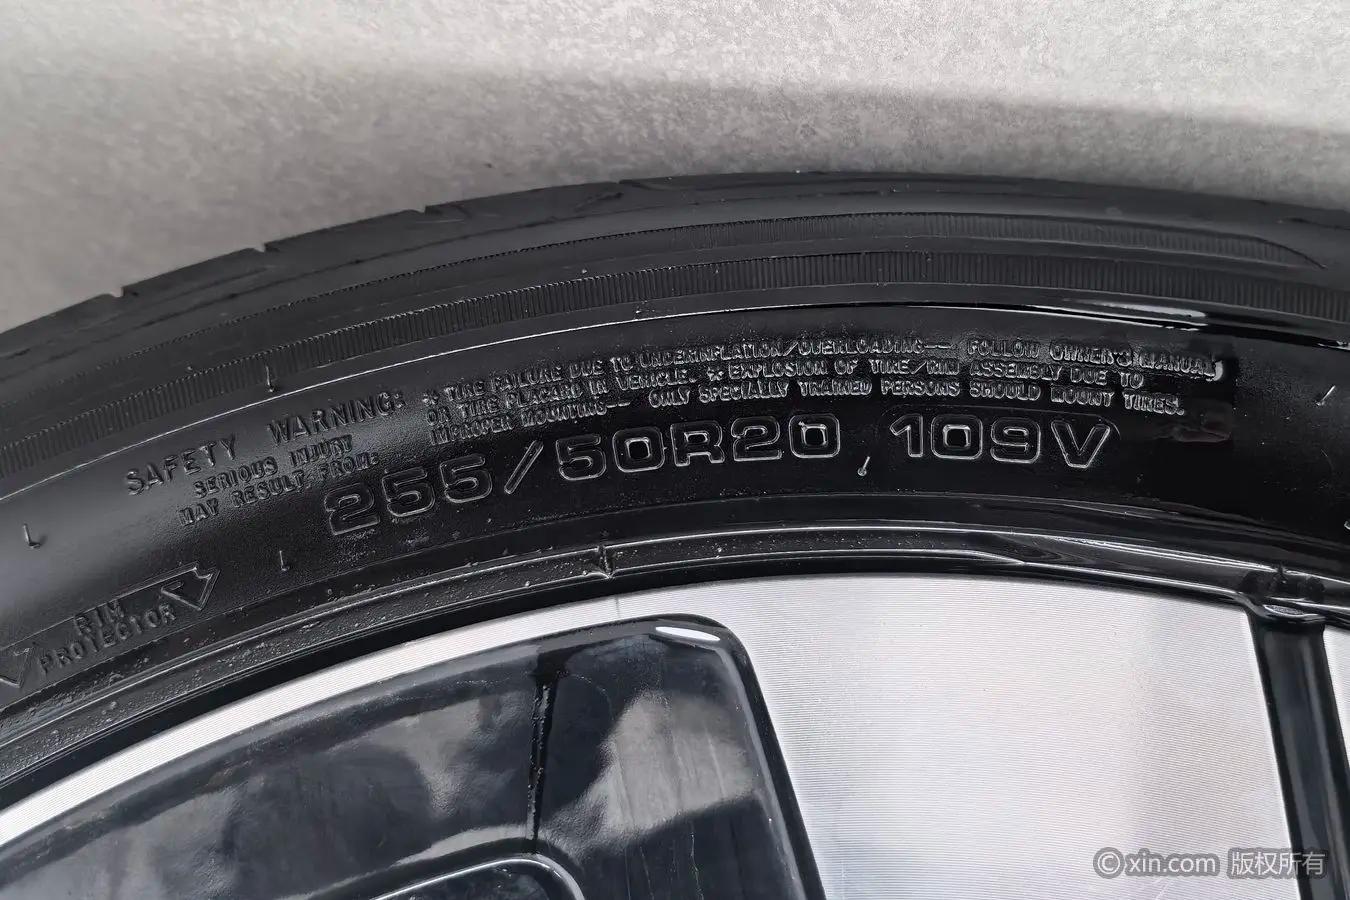 SAFETY WARNING:
SERIOUS INJURY
MAY RESULT FROM:
* TIRE FAILURE DUE TO UNDERINFLATION/OVERLOADING— FOLLOW OWNER'S MANUAL
OR TIRE PLACARD IN VEHICLE. * EXPLOSION OF TIRE/RIM ASSEMBLY DUE TO
IMPROPER MOUNTING— ONLY SPECIALLY TRAINED PERSONS SHOULD MOUNT TIRES.
255/50R20 109V
RIM
PROTECTOR
© xin.com 版权所有